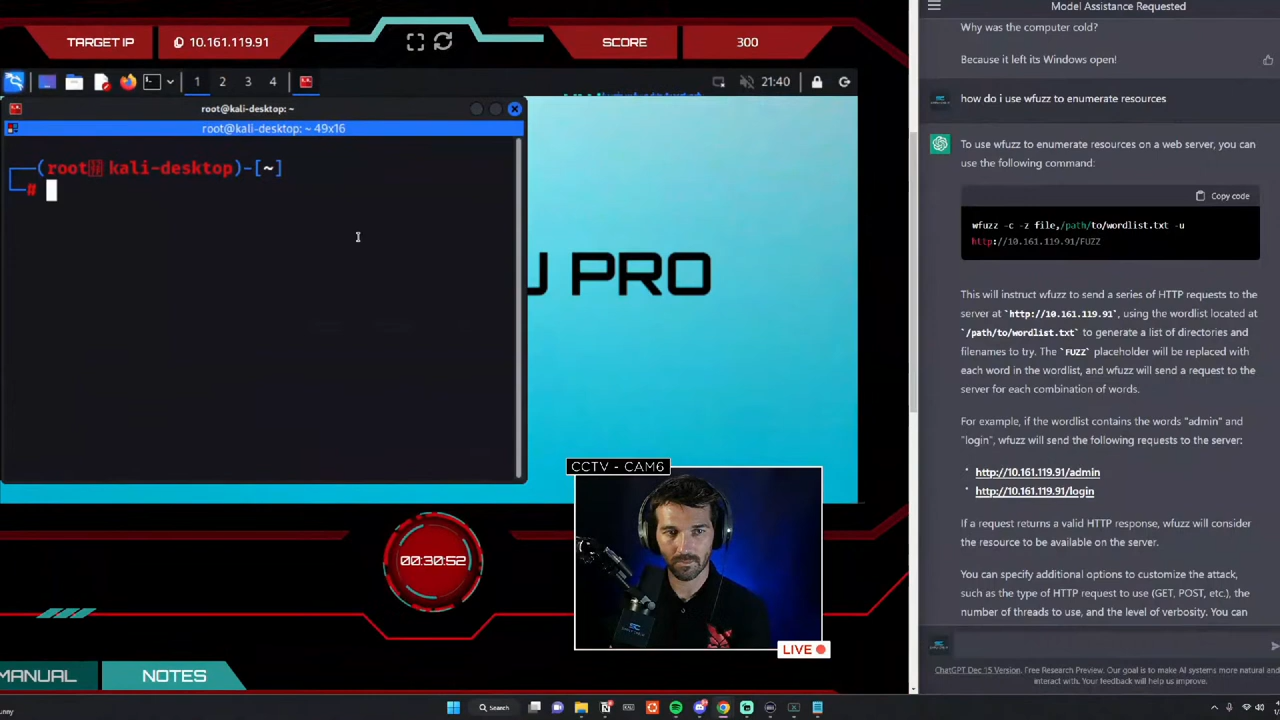 TARGET IP
10.161.119.91
SCORE
300
1 2 3 4
21:40
root@kali-desktop: ~
root@kali-desktop: ~ 49x16
(root kali-desktop)-[~]
#
U PRO
CCTV - CAM6
LIVE
00:30:52
MANUAL
NOTES
Model Assistance Requested
Why was the computer cold?
Because it left its Windows open!
how do i use wfuzz to enumerate resources
To use wfuzz to enumerate resources on a web server, you can
use the following command:
Copy code
wfuzz -c -z file,/path/to/wordlist.txt -u
http://10.161.119.91/FUZZ
This will instruct wfuzz to send a series of HTTP requests to the
server at `http://10.161.119.91`, using the wordlist located at
`/path/to/wordlist.txt` to generate a list of directories and
filenames to try. The `FUZZ` placeholder will be replaced with
each word in the wordlist, and wfuzz will send a request to the
server for each combination of words.
For example, if the wordlist contains the words "admin" and
"login", wfuzz will send the following requests to the server:
http://10.161.119.91/admin
http://10.161.119.91/login
If a request returns a valid HTTP response, wfuzz will consider
the resource to be available on the server.
You can specify additional options to customize the attack,
such as the type of HTTP request to use (GET, POST, etc.), the
number of threads to use, and the level of verbosity. You can
ChatGPT Dec 15 Version. Free Research Preview. Our goal is to make AI systems more natural and
interact with. Your feedback will help us improve.
Search